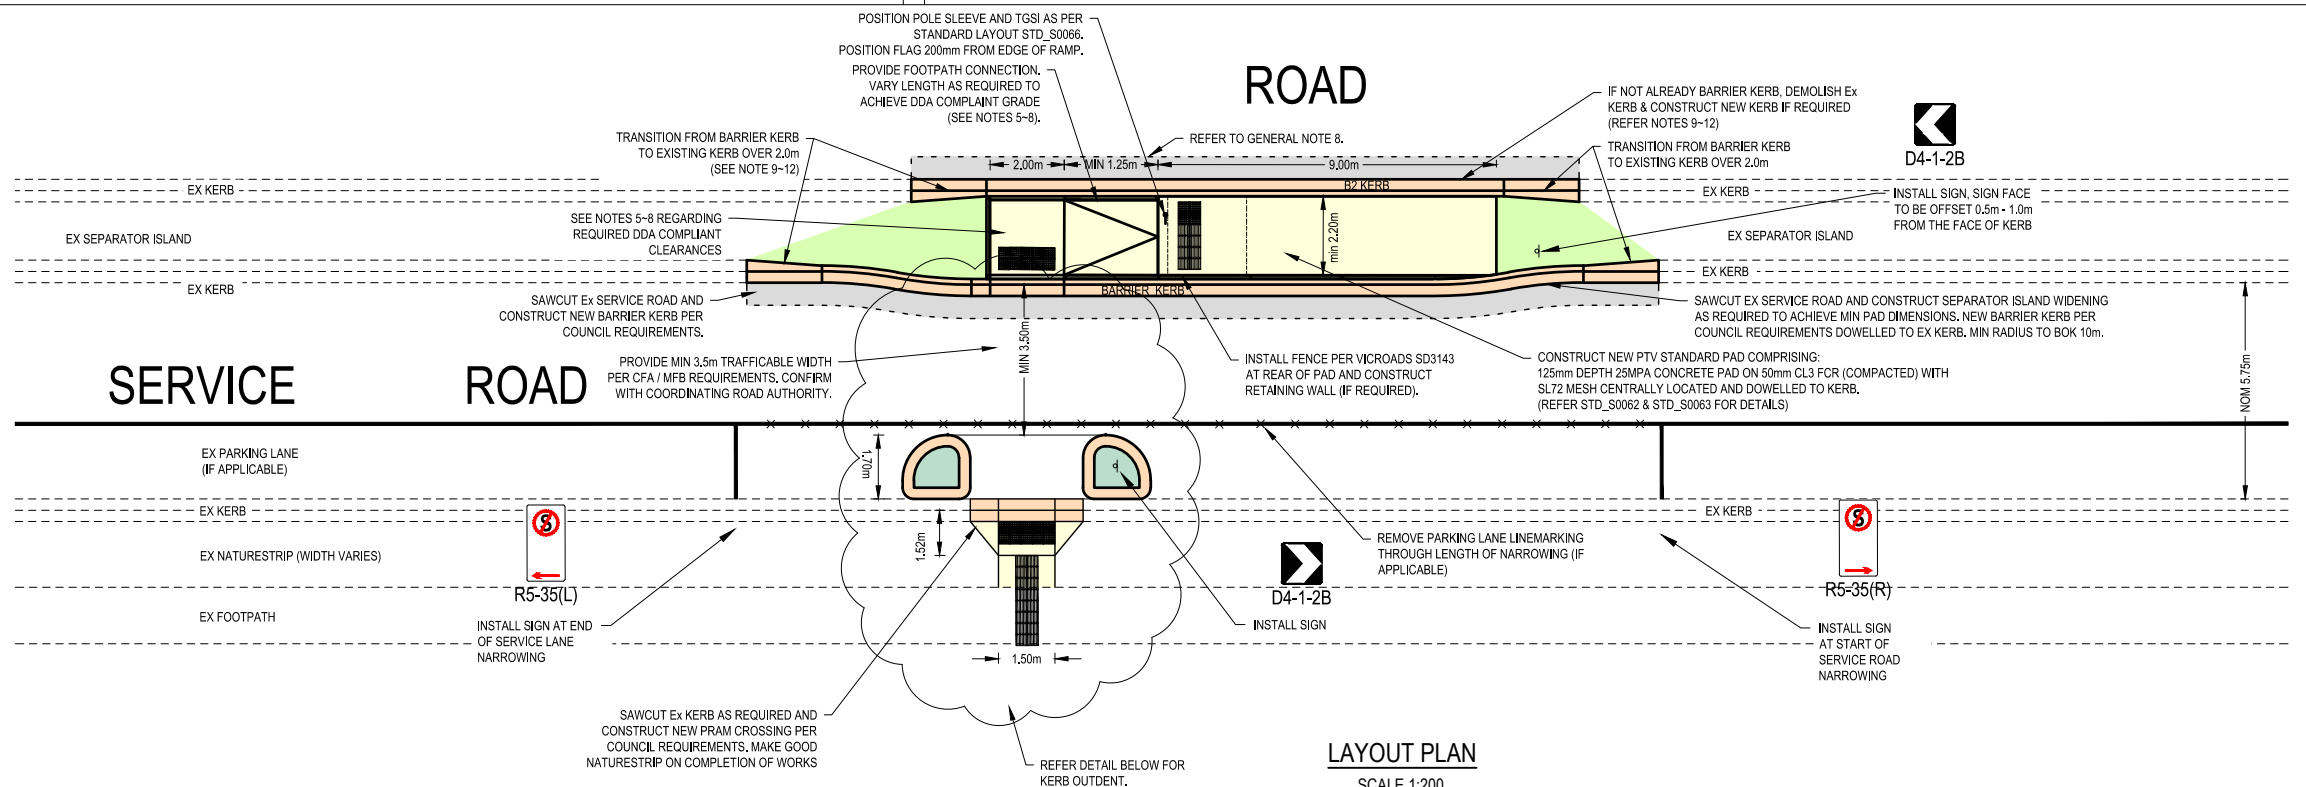 POSITION POLE SLEEVE AND TGSI AS PER
STANDARD LAYOUT STD_S0066.
POSITION FLAG 200mm FROM EDGE OF RAMP.
PROVIDE FOOTPATH CONNECTION.
VARY LENGTH AS REQUIRED TO
ACHIEVE DDA COMPLAINT GRADE
(SEE NOTES 5~8).
ROAD
IF NOT ALREADY BARRIER KERB, DEMOLISH Ex
KERB & CONSTRUCT NEW KERB IF REQUIRED
(REFER NOTES 9~12)
D4-1-2B
TRANSITION FROM BARRIER KERB
TO EXISTING KERB OVER 2.0m
(SEE NOTE 9~12)
REFER TO GENERAL NOTE 8.
TRANSITION FROM BARRIER KERB
TO EXISTING KERB OVER 2.0m
2.00m
MIN 1.25m
9.00m
EX KERB
B2 KERB
EX KERB
INSTALL SIGN, SIGN FACE
TO BE OFFSET 0.5m - 1.0m
FROM THE FACE OF KERB
SEE NOTES 5~8 REGARDING
REQUIRED DDA COMPLIANT
CLEARANCES
EX SEPARATOR ISLAND
min 2.20m
EX SEPARATOR ISLAND
EX KERB
EX KERB
BARRIER KERB
SAWCUT Ex SERVICE ROAD AND
CONSTRUCT NEW BARRIER KERB PER
COUNCIL REQUIREMENTS.
SAWCUT EX SERVICE ROAD AND CONSTRUCT SEPARATOR ISLAND WIDENING
AS REQUIRED TO ACHIEVE MIN PAD DIMENSIONS. NEW BARRIER KERB PER
COUNCIL REQUIREMENTS DOWELLED TO EX KERB. MIN RADIUS TO BOK 10m.
MIN 3.50m
PROVIDE MIN 3.5m TRAFFICABLE WIDTH
PER CFA / MFB REQUIREMENTS. CONFIRM
WITH COORDINATING ROAD AUTHORITY.
INSTALL FENCE PER VICROADS SD3143
AT REAR OF PAD AND CONSTRUCT
RETAINING WALL (IF REQUIRED).
CONSTRUCT NEW PTV STANDARD PAD COMPRISING:
125mm DEPTH 25MPA CONCRETE PAD ON 50mm CL3 FCR (COMPACTED) WITH
SL72 MESH CENTRALLY LOCATED AND DOWELLED TO KERB.
(REFER STD_S0062 & STD_S0063 FOR DETAILS)
NOM 5.75m
SERVICE ROAD
EX PARKING LANE
(IF APPLICABLE)
1.70m
EX KERB
EX KERB
S
S
1.52m
EX NATURESTRIP (WIDTH VARIES)
REMOVE PARKING LANE LINEMARKING
THROUGH LENGTH OF NARROWING (IF
APPLICABLE)
R5-35(L)
D4-1-2B
R5-35(R)
EX FOOTPATH
INSTALL SIGN AT END
OF SERVICE LANE
NARROWING
INSTALL SIGN
INSTALL SIGN
AT START OF
SERVICE ROAD
NARROWING
1.50m
SAWCUT Ex KERB AS REQUIRED AND
CONSTRUCT NEW PRAM CROSSING PER
COUNCIL REQUIREMENTS. MAKE GOOD
NATURESTRIP ON COMPLETION OF WORKS
REFER DETAIL BELOW FOR
KERB OUTDENT.
LAYOUT PLAN
SCALE 1:200